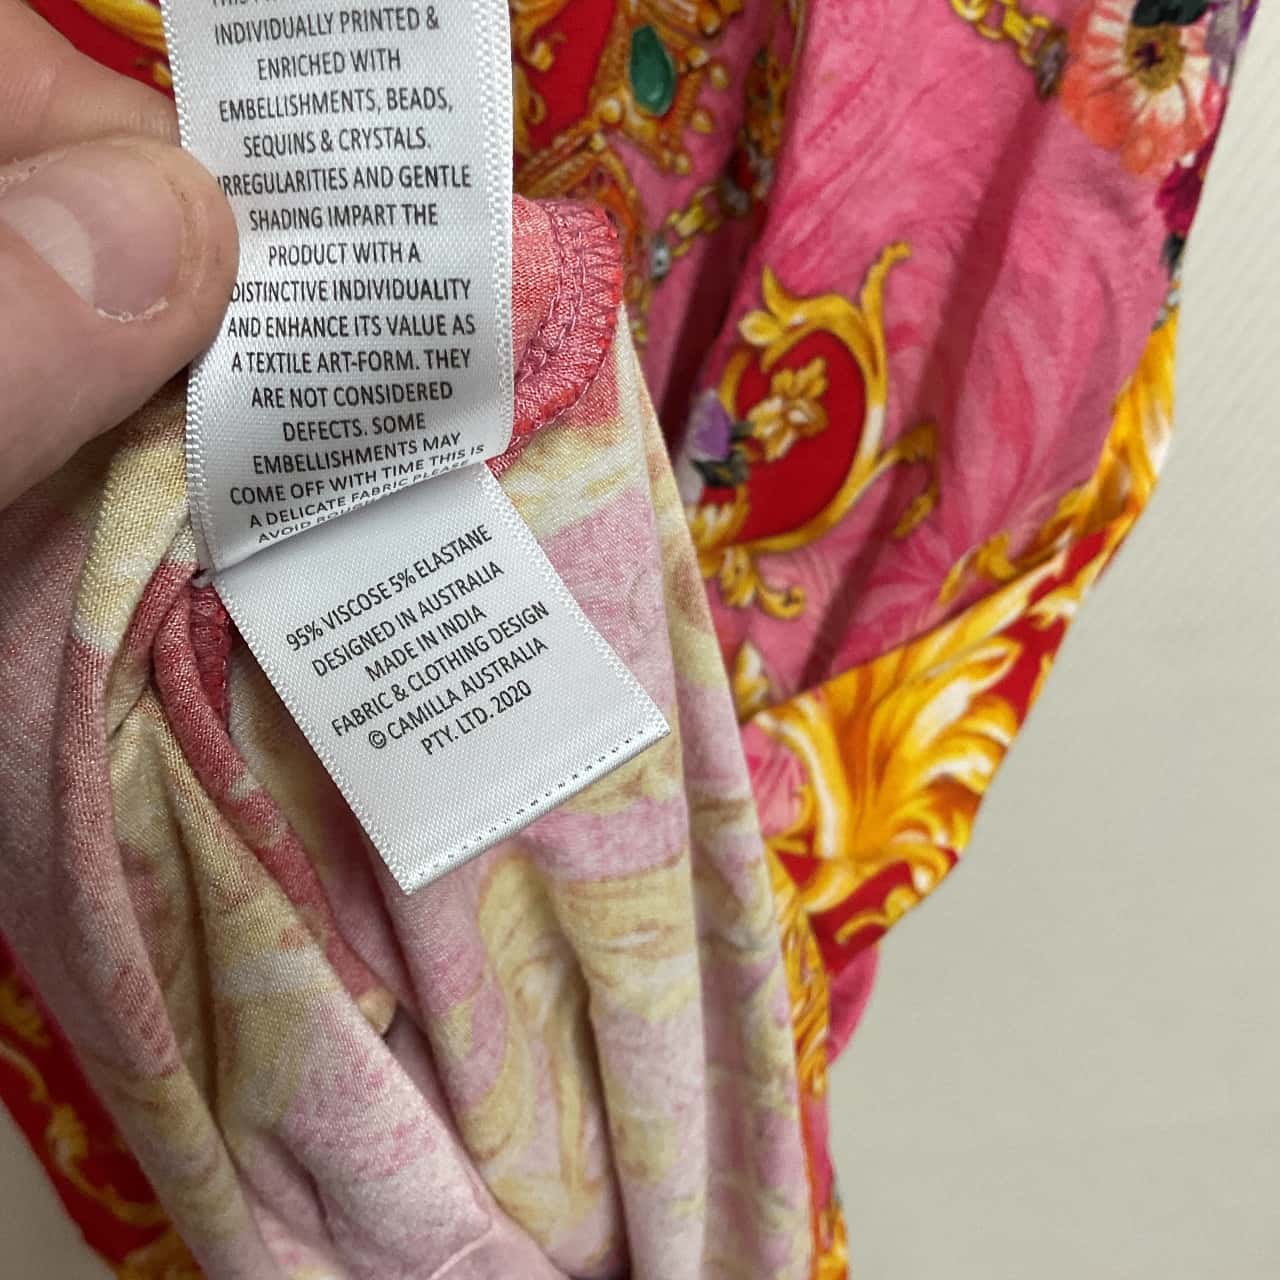 INDIVIDUALLY PRINTED &
ENRICHED WITH
EMBELLISHMENTS, BEADS,
SEQUINS & CRYSTALS.
IRREGULARITIES AND GENTLE
SHADING IMPART THE
PRODUCT WITH A
DISTINCTIVE INDIVIDUALITY
AND ENHANCE ITS VALUE AS
A TEXTILE ART-FORM. THEY
ARE NOT CONSIDERED
DEFECTS. SOME
EMBELLISHMENTS MAY
COME OFF WITH TIME THIS IS
A DELICATE FABRIC PLEASE
AVOID
95% VISCOSE 5% ELASTANE
DESIGNED IN AUSTRALIA
MADE IN INDIA
FABRIC & CLOTHING DESIGN
© CAMILLA AUSTRALIA
PTY. LTD. 2020